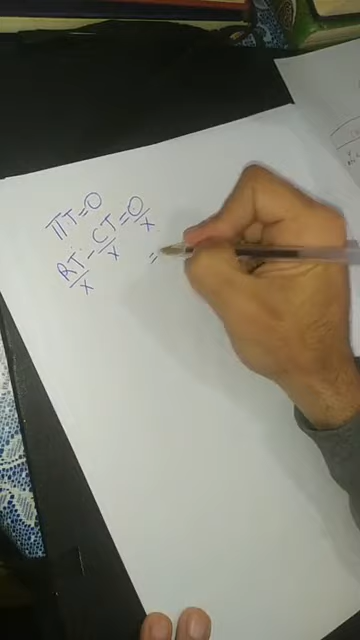 ΠT=0
RT/x - CT/x = 0/x
=